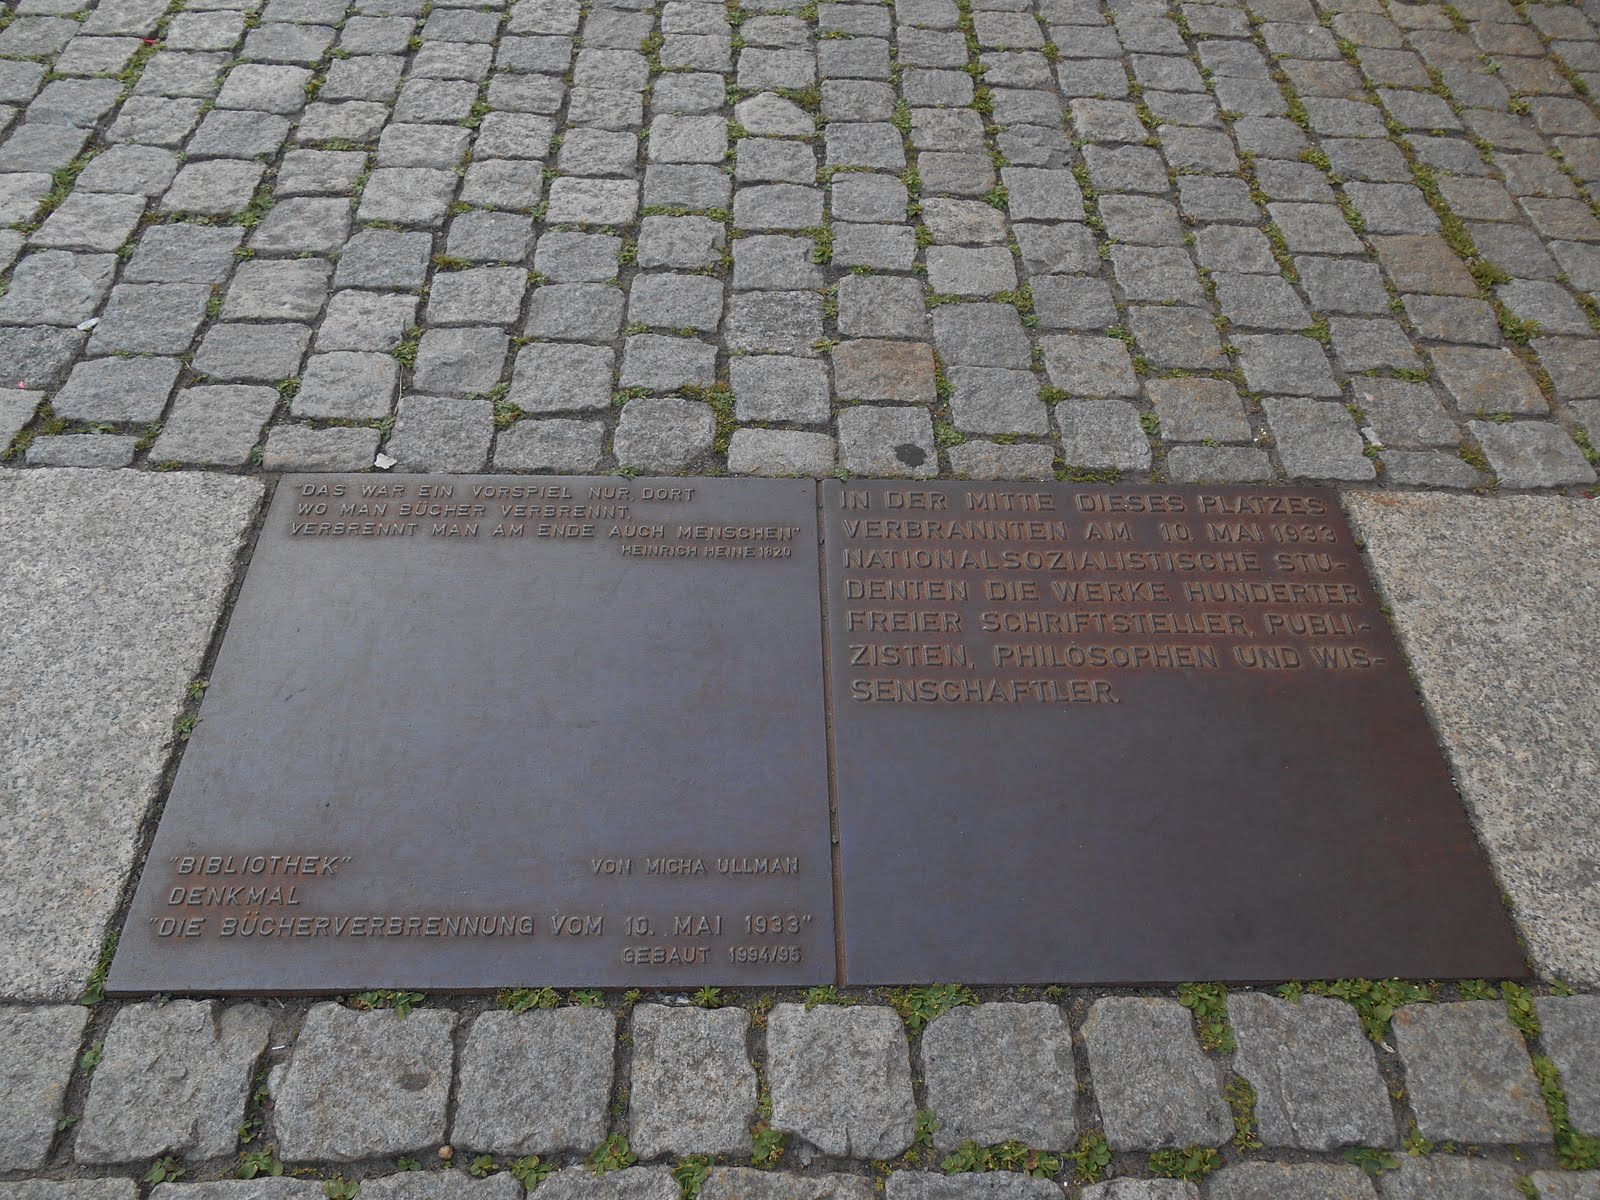 "DAS WAR EIN VORSPIEL NUR, DORT
WO MAN BÜCHER VERBRENNT,
VERBRENNT MAN AM ENDE AUCH MENSCHEN"
HEINRICH HEINE 1820
"BIBLIOTHEK" VON MICHA ULLMAN
DENKMAL
"DIE BÜCHERVERBRENNUNG VOM 10. MAI 1933"
GEBAUT 1994/95
IN DER MITTE DIESES PLATZES
VERBRANNTEN AM 10. MAI 1933
NATIONALSOZIALISTISCHE STU-
DENTEN DIE WERKE HUNDERTER
FREIER SCHRIFTSTELLER, PUBLI-
ZISTEN, PHILOSOPHEN UND WIS-
SENSCHAFTLER.